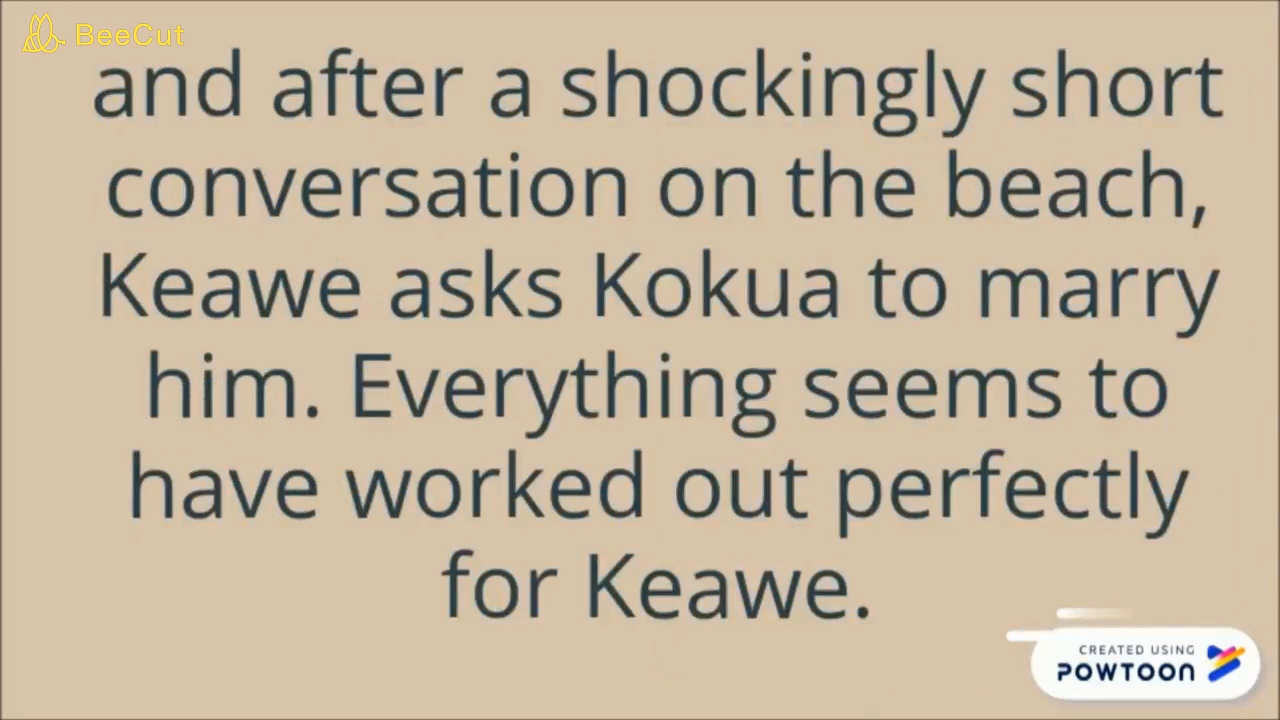 BeeCut
and after a shockingly short
conversation on the beach,
Keawe asks Kokua to marry
him. Everything seems to
have worked out perfectly
for Keawe.
CREATED USING
POWTOON